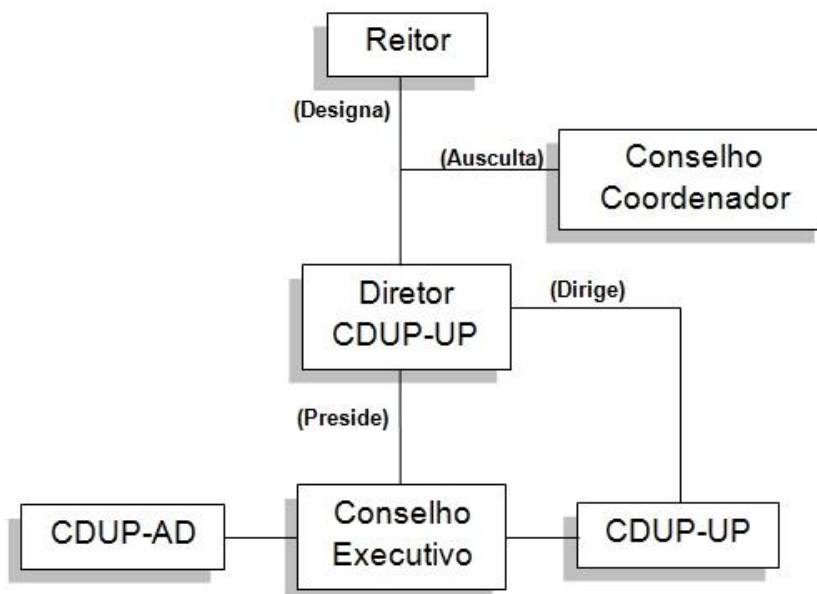 Reitor
(Designa)
(Ausculta)
Conselho
Coordenador
Diretor
CDUP-UP
(Dirige)
(Preside)
CDUP-AD
Conselho
Executivo
CDUP-UP